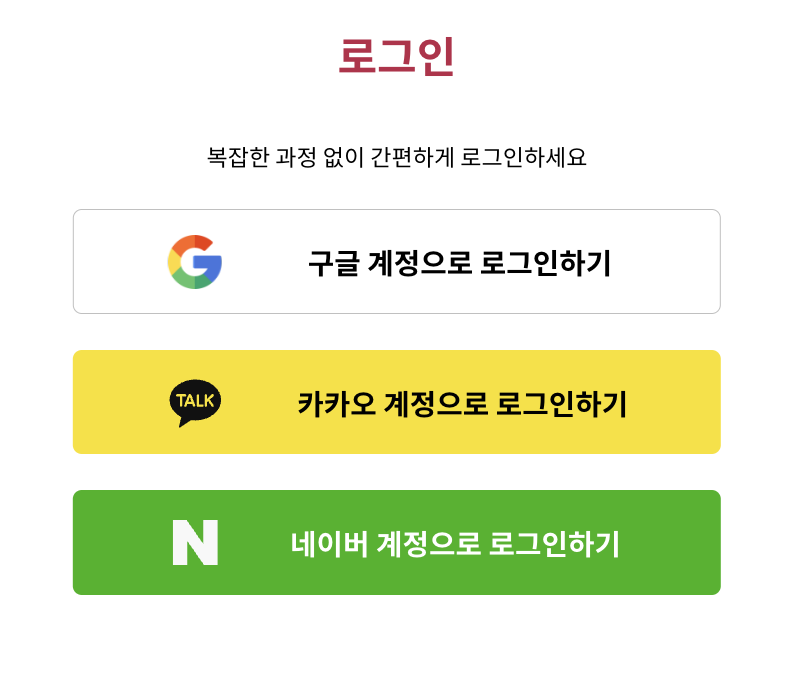 로그인
복잡한 과정 없이 간편하게 로그인하세요
구글 계정으로 로그인하기
TALK 카카오 계정으로 로그인하기
N 네이버 계정으로 로그인하기